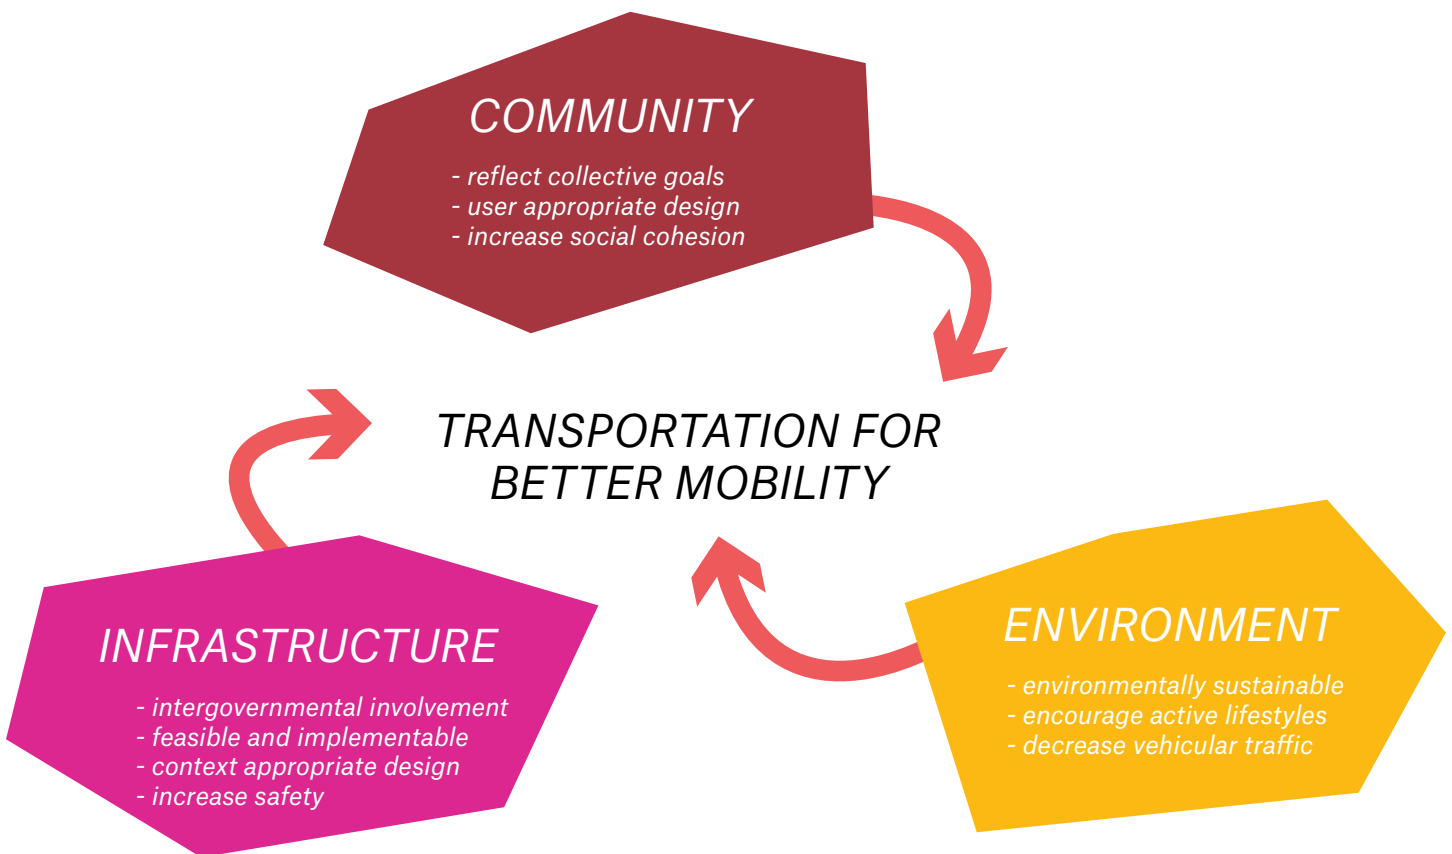 COMMUNITY
- reflect collective goals
- user appropriate design
- increase social cohesion
TRANSPORTATION FOR
BETTER MOBILITY
INFRASTRUCTURE
- intergovernmental involvement
- feasible and implementable
- context appropriate design
- increase safety
ENVIRONMENT
- environmentally sustainable
- encourage active lifestyles
- decrease vehicular traffic